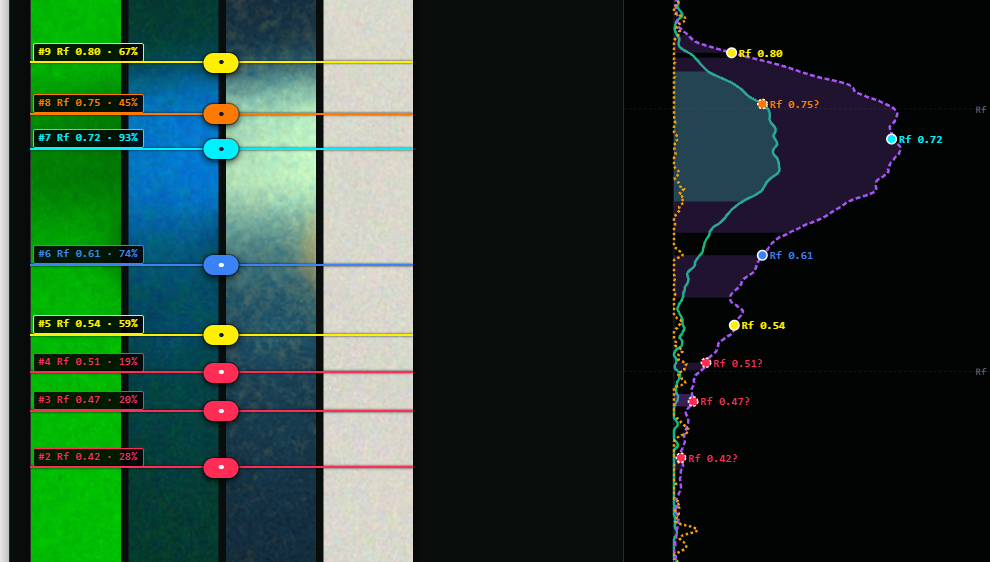 #9 Rf 0.80 · 67%
#8 Rf 0.75 · 45%
#7 Rf 0.72 · 93%
#6 Rf 0.61 · 74%
#5 Rf 0.54 · 59%
#4 Rf 0.51 · 19%
#3 Rf 0.47 · 20%
#2 Rf 0.42 · 28%
Rf 0.80
Rf 0.75?
Rf
Rf 0.72
Rf 0.61
Rf 0.54
Rf 0.51?
Rf
Rf 0.47?
Rf 0.42?